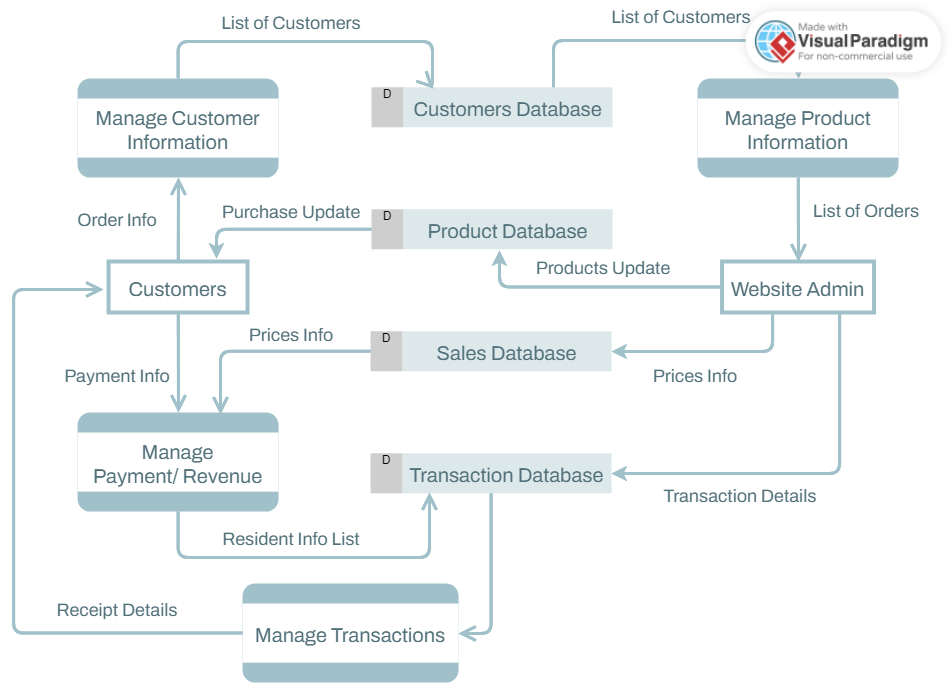 List of Customers
List of Customers
Made with
Visual Paradigm
For non-commercial use
D
Customers Database
Manage Customer
Information
Manage Product
Information
Order Info
Purchase Update
D
Product Database
List of Orders
Products Update
Customers
Website Admin
Prices Info
D
Sales Database
Payment Info
Prices Info
Manage
Payment/ Revenue
D
Transaction Database
Transaction Details
Resident Info List
Receipt Details
Manage Transactions